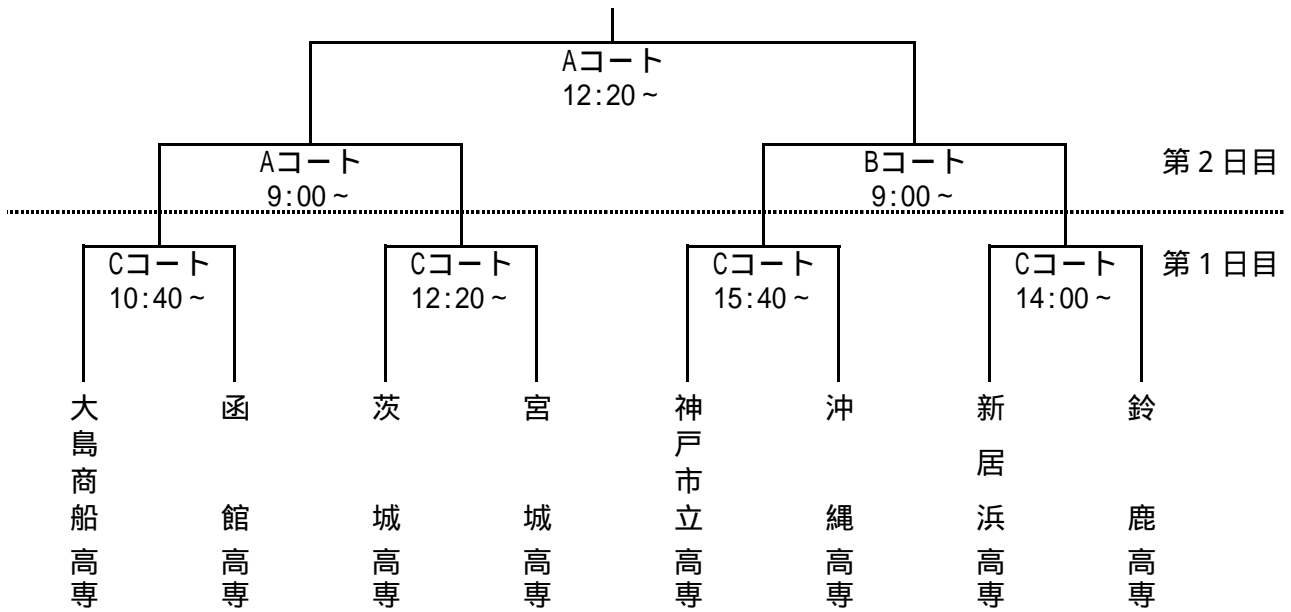 Aコート
12:20～
Aコート
9:00～
Bコート
9:00～
第2日目
Cコート
10:40～
Cコート
12:20～
Cコート
15:40～
Cコート
14:00～
第1日目
大島商船高専
函館高専
茨城高専
宮城高専
神戸市立高専
沖縄高専
新居浜高専
鈴鹿高専